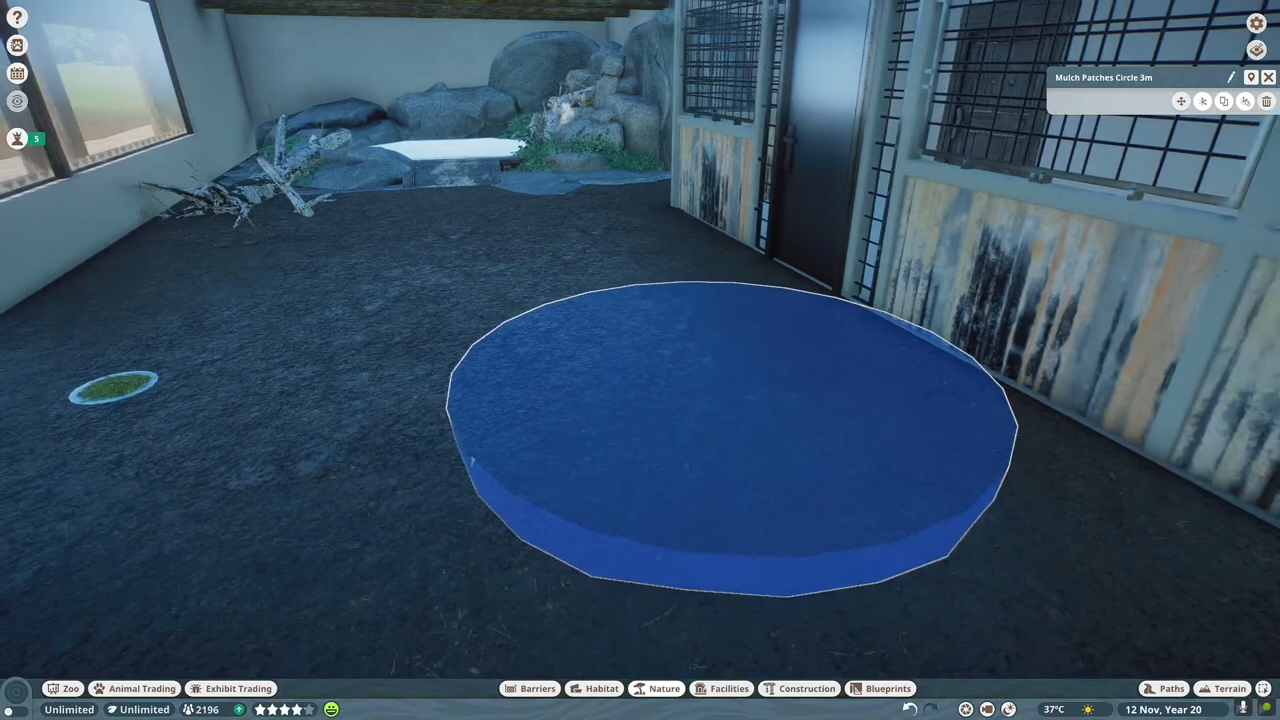 5
Mulch Patches Circle 3m
Zoo
Animal Trading
Exhibit Trading
Barriers
Habitat
Nature
Facilities
Construction
Blueprints
Paths
Terrain
Unlimited
Unlimited
2196
37°C
12 Nov, Year 20